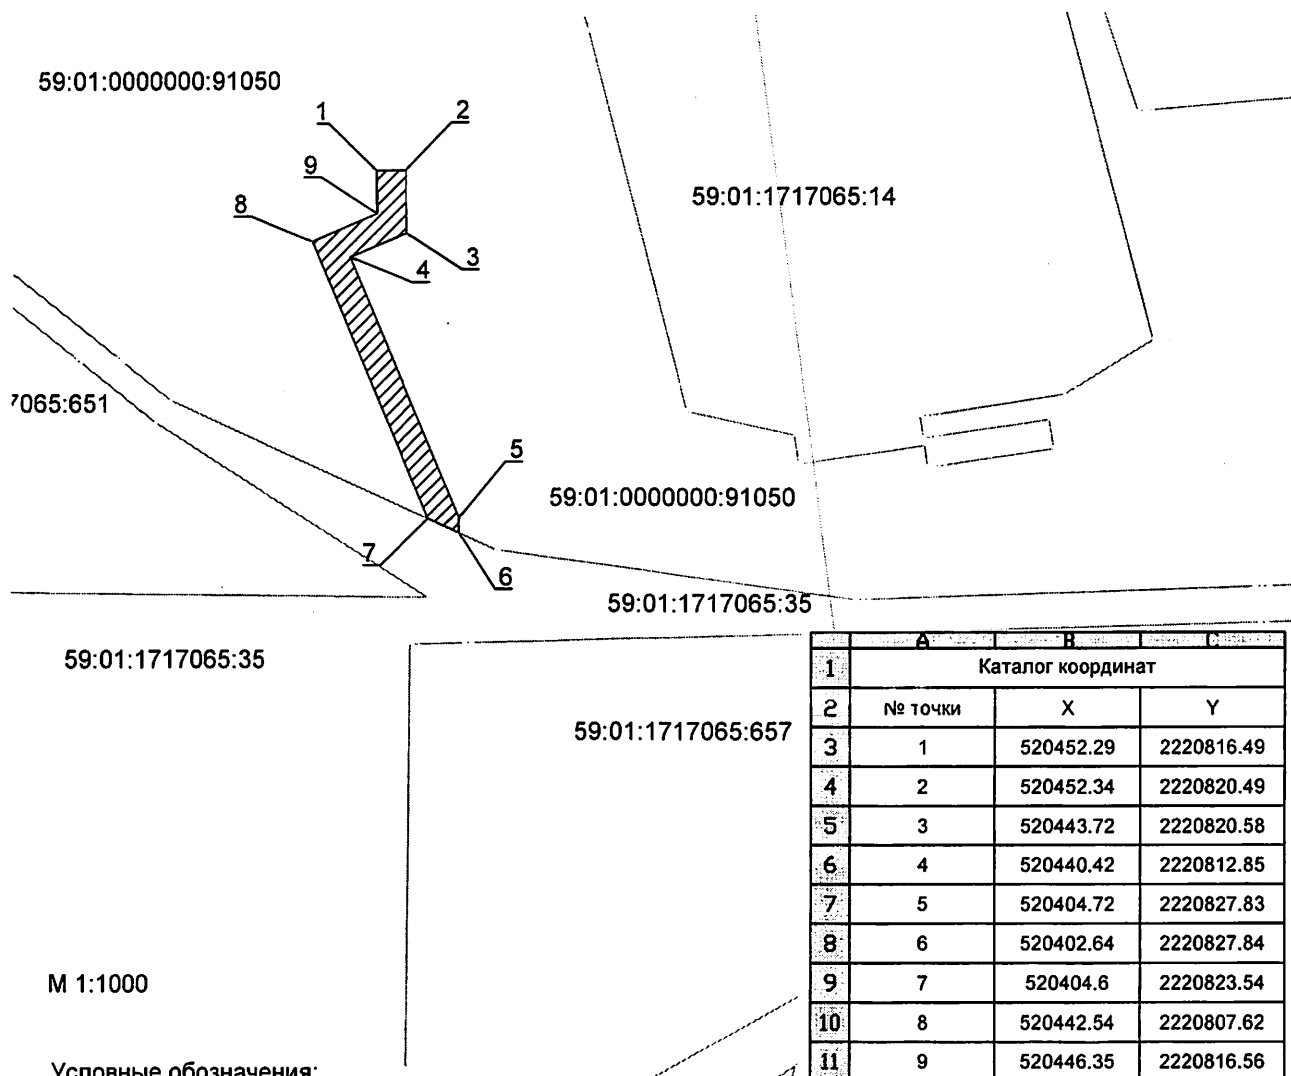 59:01:0000000:91050
1
2
9
59:01:1717065:14
8
3
4
7065:651
5
59:01:0000000:91050
7
6
59:01:1717065:35
59:01:1717065:35
59:01:1717065:657
A B C
1 Каталог координат
2 № точки X Y
3 1 520452.29 2220816.49
4 2 520452.34 2220820.49
5 3 520443.72 2220820.58
6 4 520440.42 2220812.85
7 5 520404.72 2220827.83
8 6 520402.64 2220827.84
9 7 520404.6 2220823.54
10 8 520442.54 2220807.62
11 9 520446.35 2220816.56
М 1:1000
Условные обозначения: